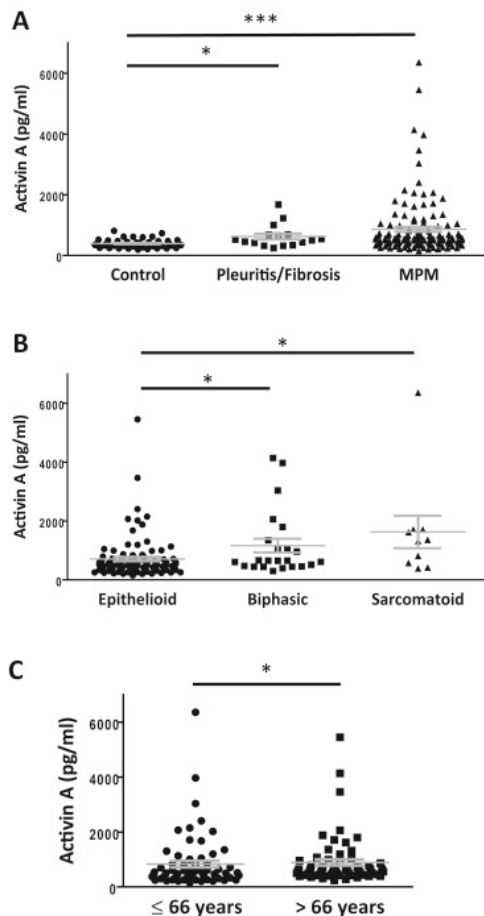 A
***
*
Activin A (pg/ml)
6000
4000
2000
0
Control Pleuritis/Fibrosis MPM
B
*
*
Activin A (pg/ml)
6000
4000
2000
0
Epithelioid Biphasic Sarcomatoid
C
*
Activin A (pg/ml)
6000
4000
2000
0
≤ 66 years > 66 years